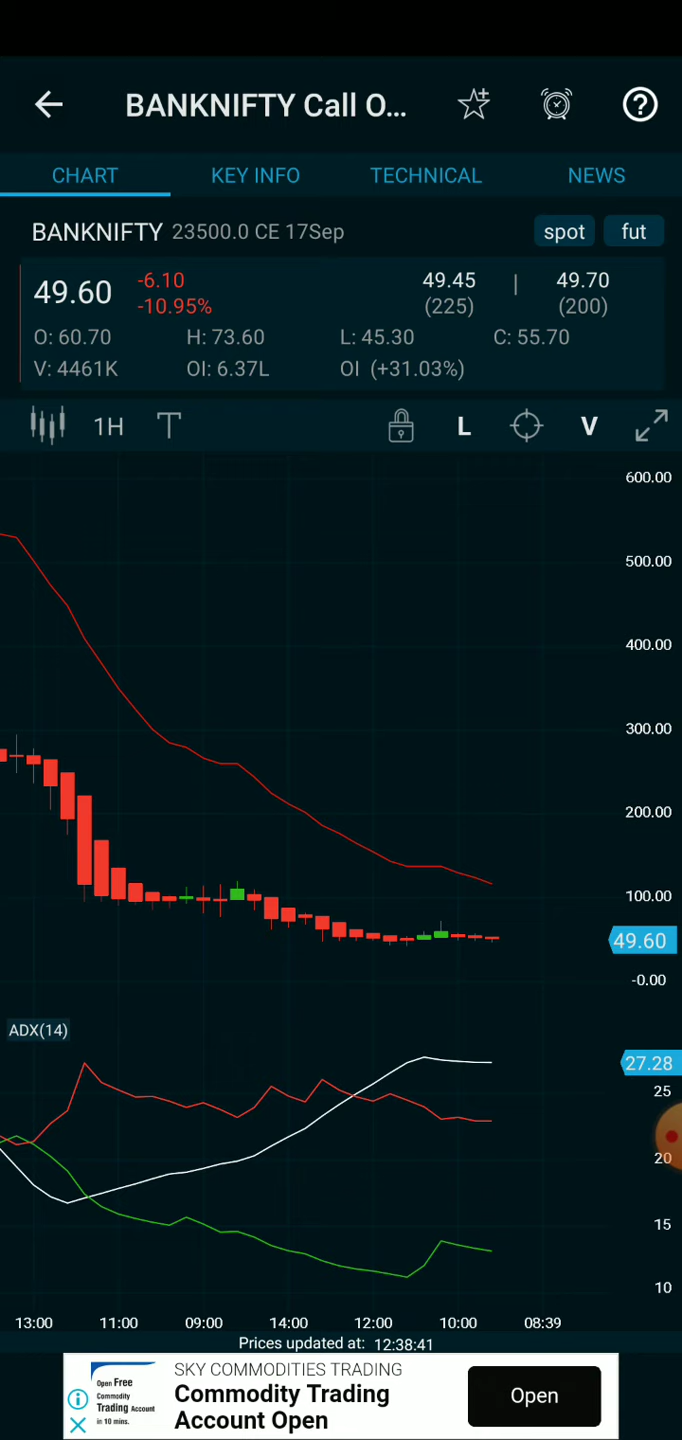 BANKNIFTY Call O...
CHART KEY INFO TECHNICAL NEWS
BANKNIFTY 23500.0 CE 17Sep spot fut
49.60 -6.10 49.45 | 49.70
-10.95% (225) (200)
O: 60.70 H: 73.60 L: 45.30 C: 55.70
V: 4461K OI: 6.37L OI (+31.03%)
1H T L V
600.00
500.00
400.00
300.00
200.00
100.00
49.60
-0.00
ADX(14)
27.28
25
20
15
10
13:00 11:00 09:00 14:00 12:00 10:00 08:39
Prices updated at: 12:38:41
Open Free
Commodity
Trading Account
in 10 mins.
SKY COMMODITIES TRADING
Commodity Trading
Account Open
Open